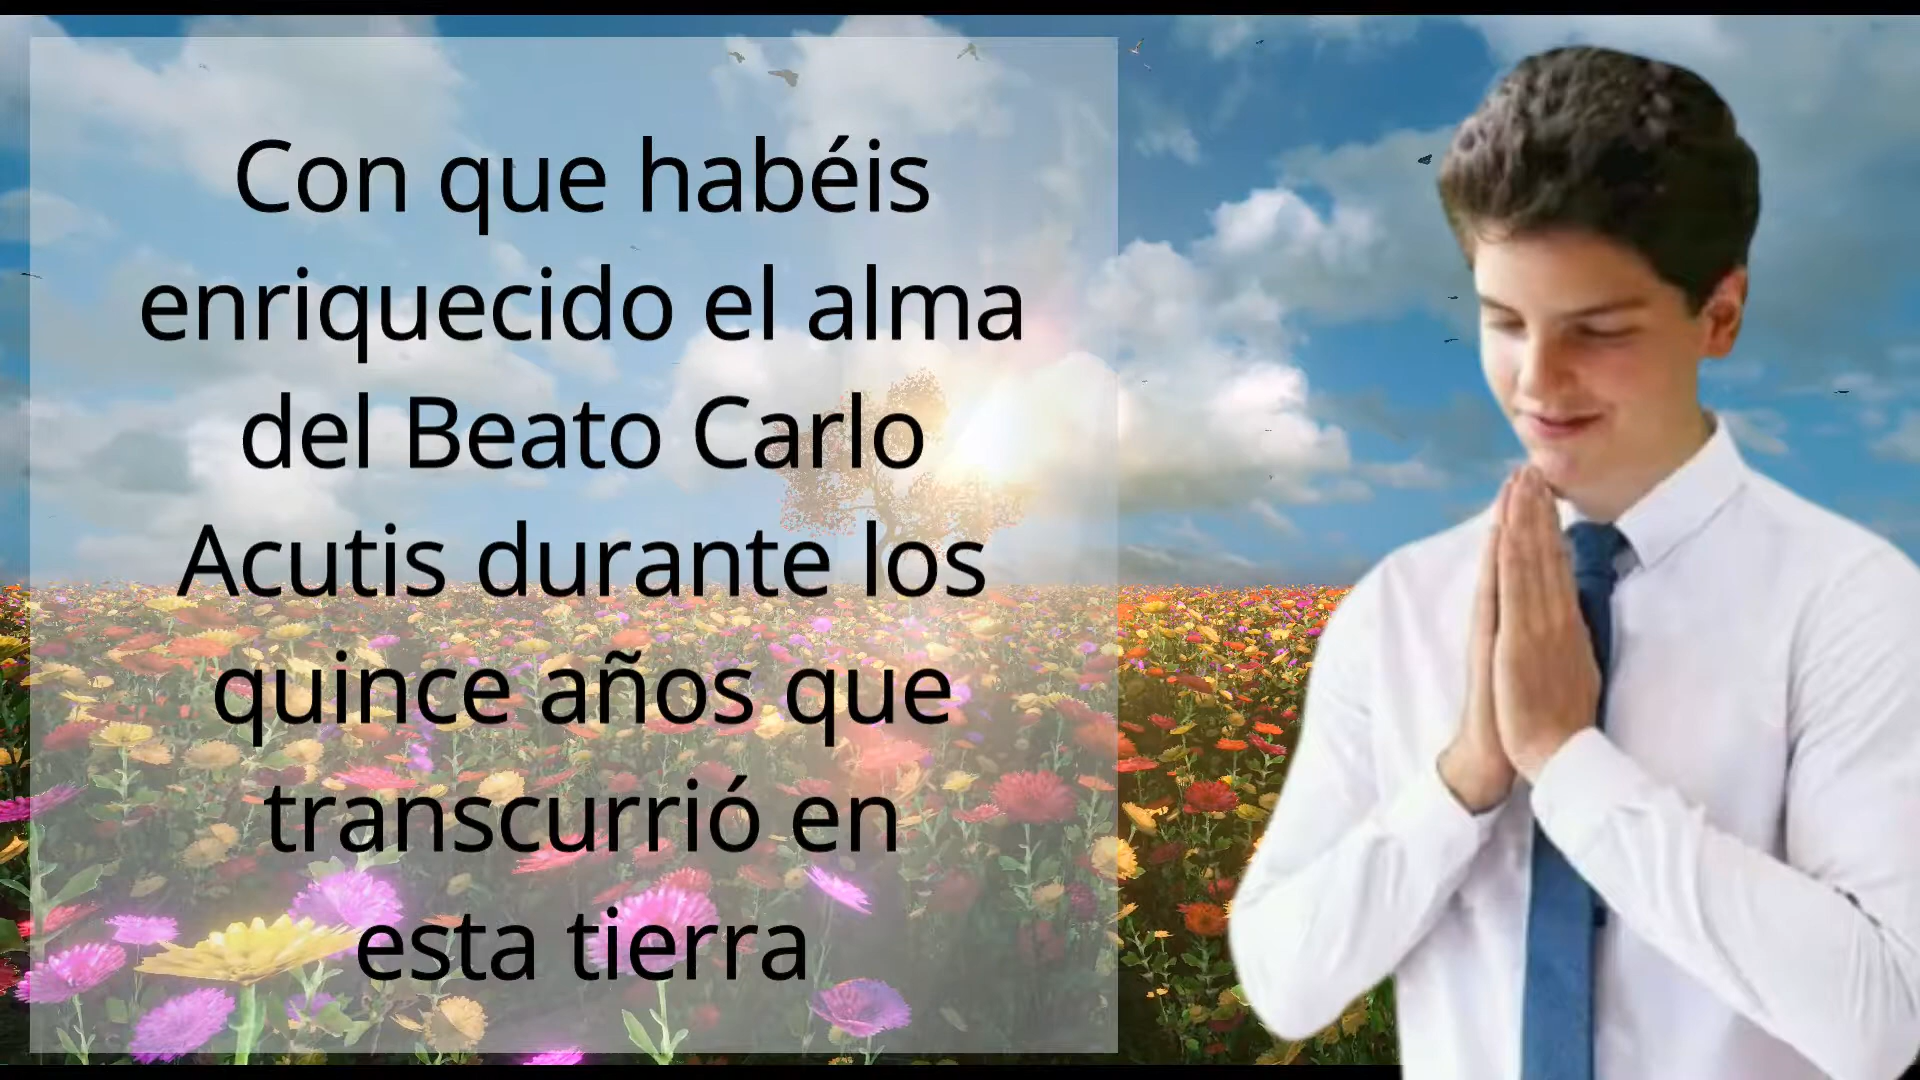 Con que habéis
enriquecido el alma
del Beato Carlo
Acutis durante los
quince años que
transcurrió en
esta tierra